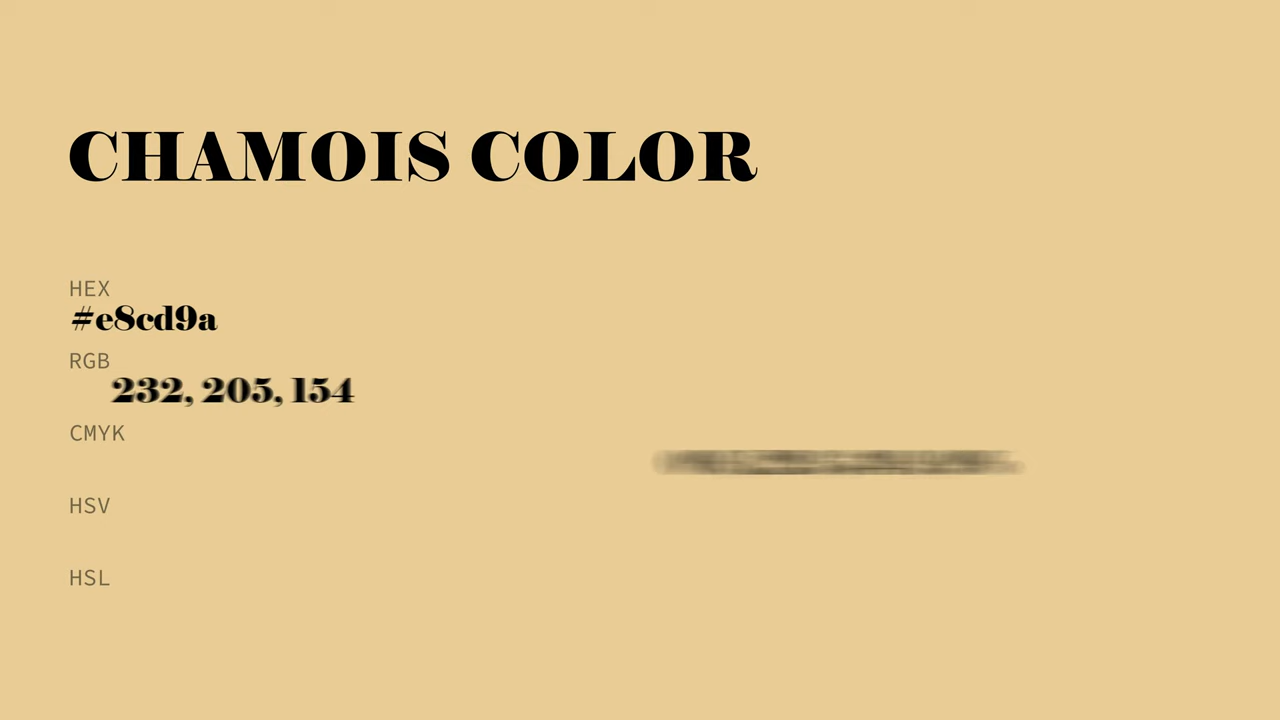 CHAMOIS COLOR
HEX
#e8cd9a
RGB
232, 205, 154
CMYK
HSV
HSL